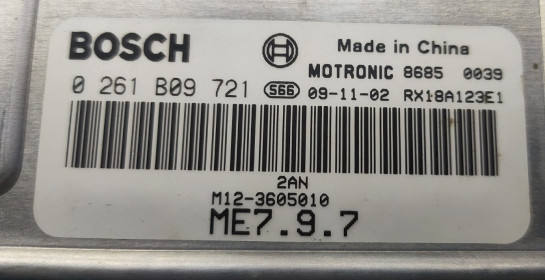 BOSCH
Made in China
MOTRONIC 8685 0039
0 261 B09 721 S66 09-11-02 RX18A123E1
2AN
M12-3605010
ME7.9.7